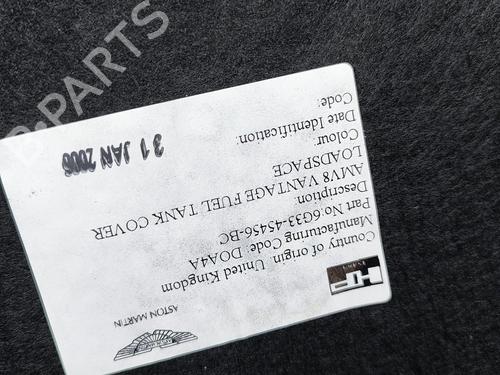 ASTON MARTIN
Country of origin United Kingdom
Manufacturing Code: DOA4A
Part No.6G33-45456-BC
Description:
AMV8 VANTAGE FUEL TANK COVER
LOADSPACE
Colour:
Date Identification: 31 JAN 2006
Code:
B-PARTS